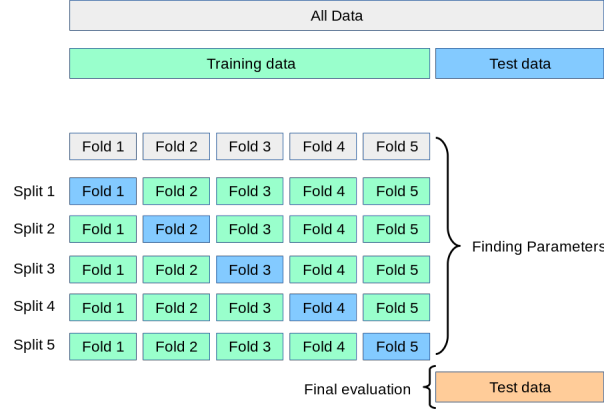 All Data
Training data Test data
Fold 1 Fold 2 Fold 3 Fold 4 Fold 5
Split 1 Fold 1 Fold 2 Fold 3 Fold 4 Fold 5
Split 2 Fold 1 Fold 2 Fold 3 Fold 4 Fold 5
Finding Parameters
Split 3 Fold 1 Fold 2 Fold 3 Fold 4 Fold 5
Split 4 Fold 1 Fold 2 Fold 3 Fold 4 Fold 5
Split 5 Fold 1 Fold 2 Fold 3 Fold 4 Fold 5
Final evaluation Test data